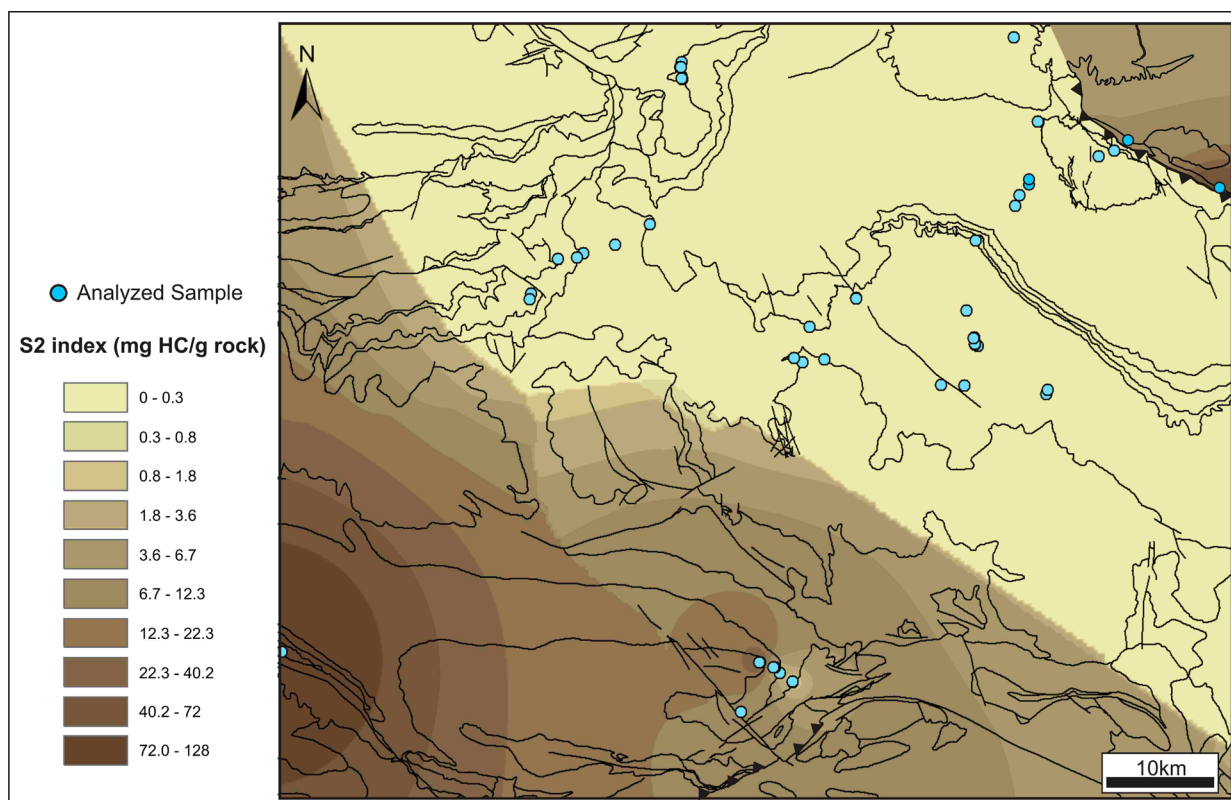 N
Analyzed Sample
S2 index (mg HC/g rock)
0 - 0.3
0.3 - 0.8
0.8 - 1.8
1.8 - 3.6
3.6 - 6.7
6.7 - 12.3
12.3 - 22.3
22.3 - 40.2
40.2 - 72
72.0 - 128
10km